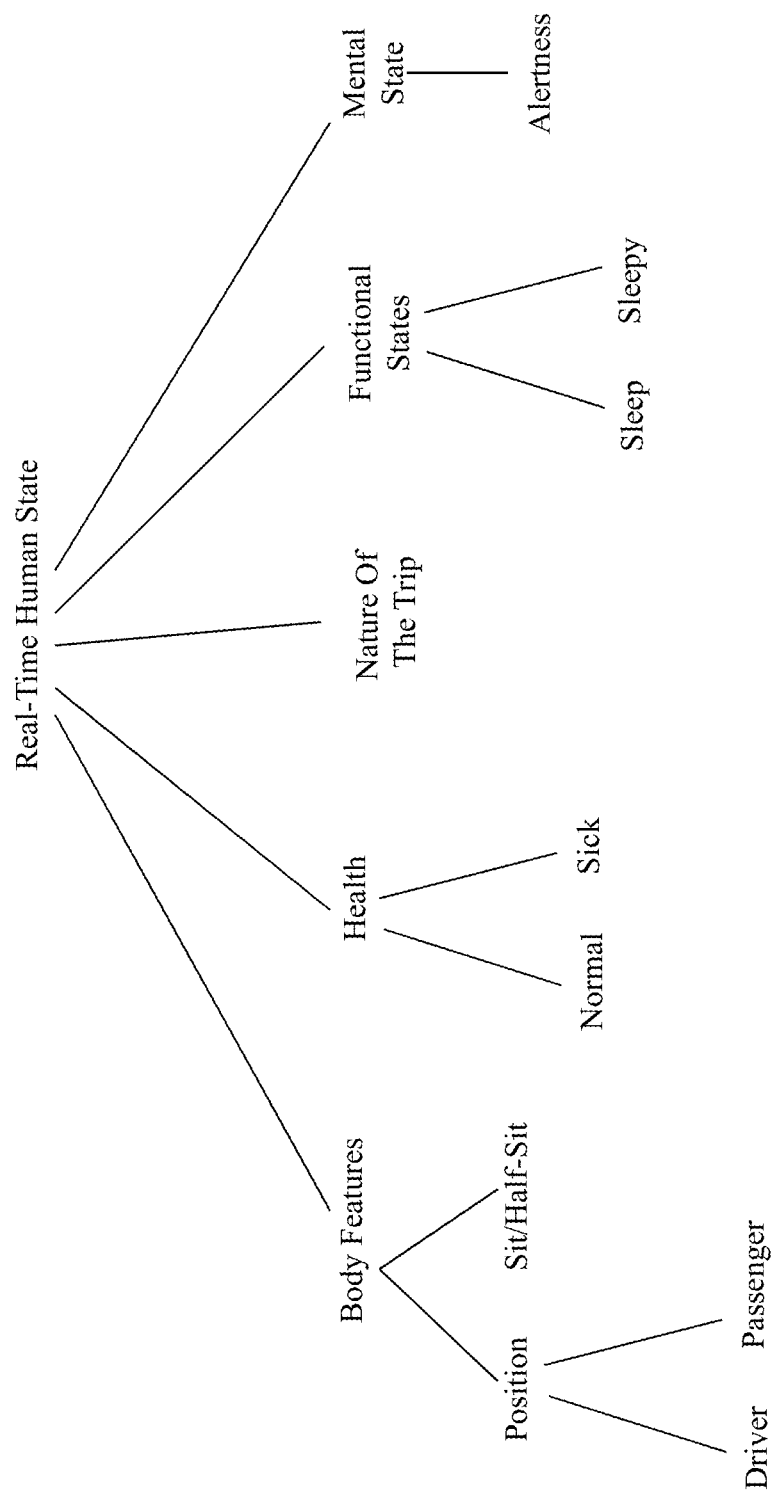 Real-Time Human State
Body Features
Health
Nature Of
The Trip
Functional
States
Mental
State
Position
Sit/Half-Sit
Normal
Sick
Sleep
Sleepy
Alertness
Driver
Passenger